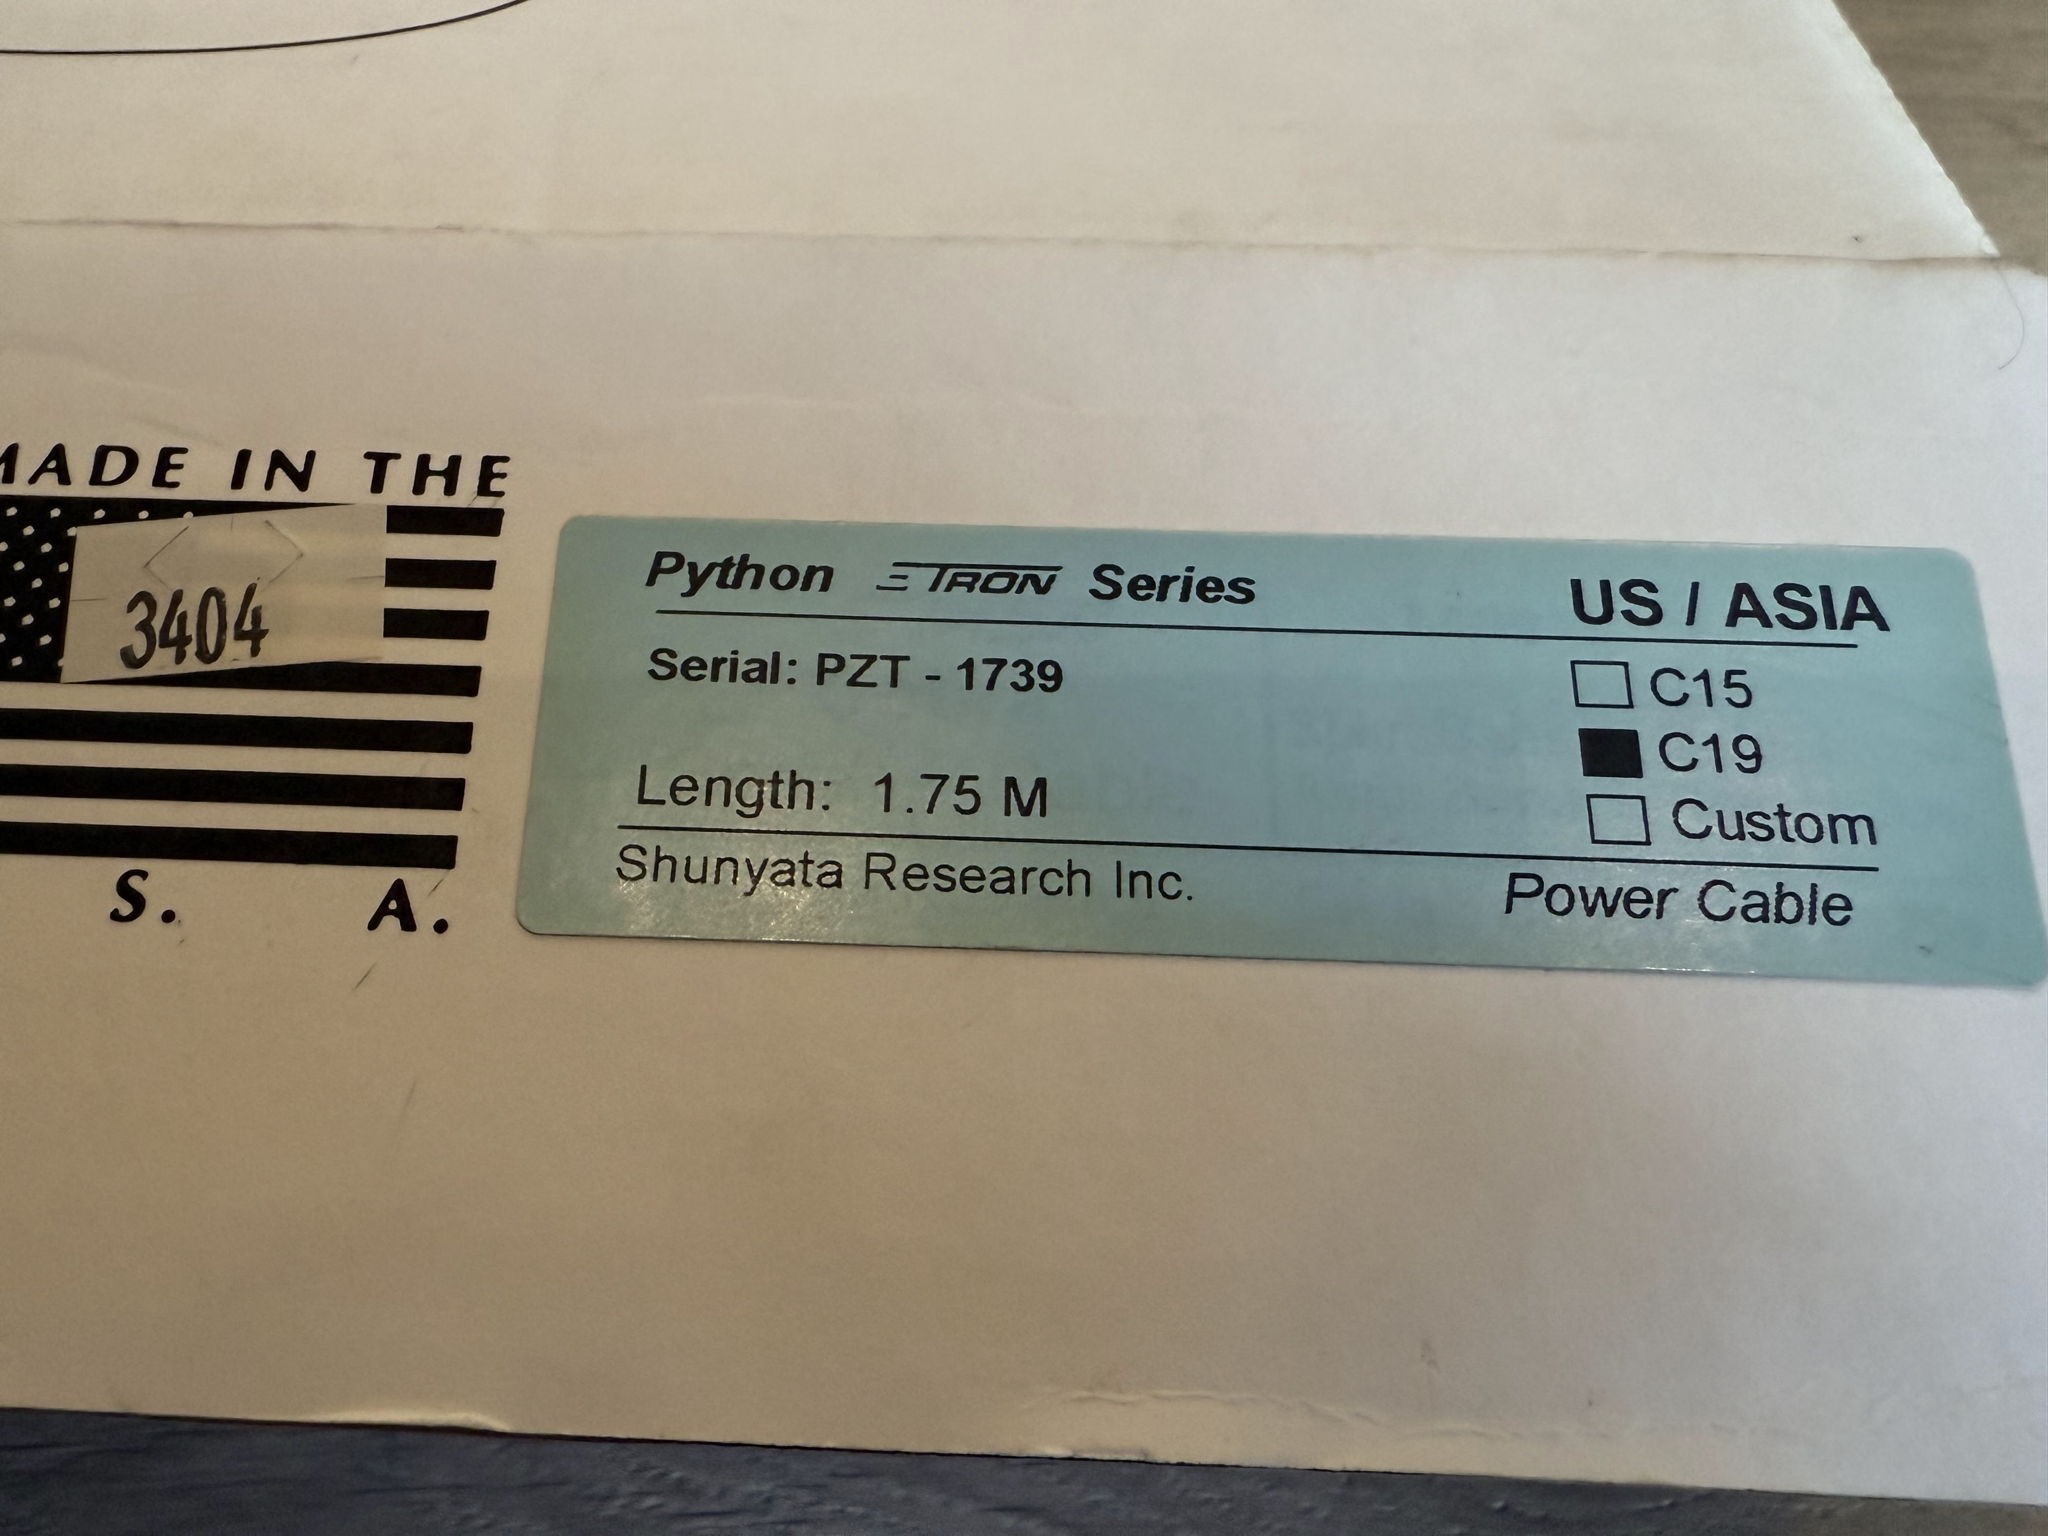 MADE IN THE
3404
S. A.
Python ΞTRON Series
US / ASIA
Serial: PZT - 1739
C15
C19
Length: 1.75 M
Custom
Shunyata Research Inc.
Power Cable